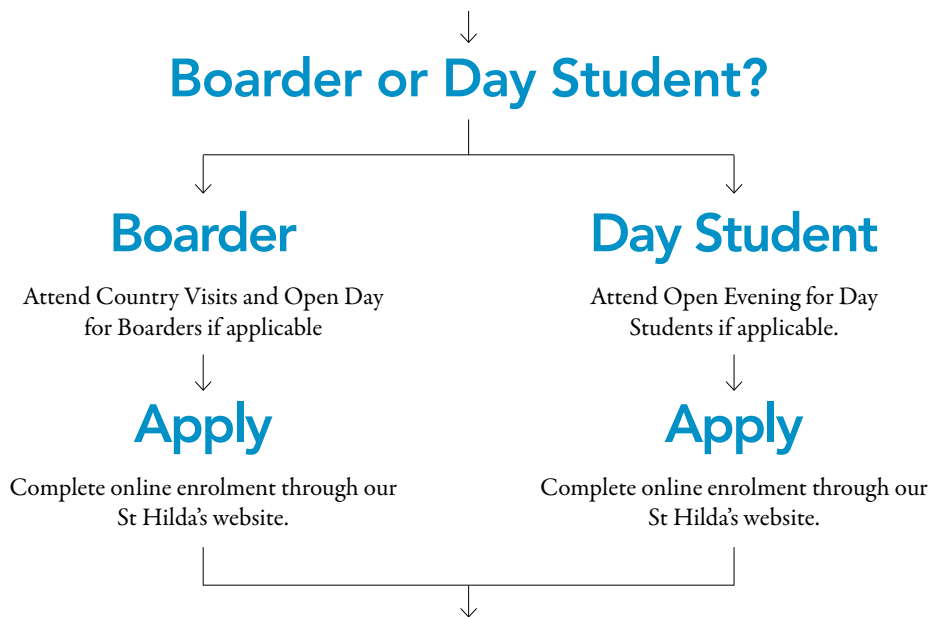 Boarder or Day Student?
Boarder
Attend Country Visits and Open Day
for Boarders if applicable
Apply
Complete online enrolment through our
St Hilda’s website.
Day Student
Attend Open Evening for Day
Students if applicable.
Apply
Complete online enrolment through our
St Hilda’s website.